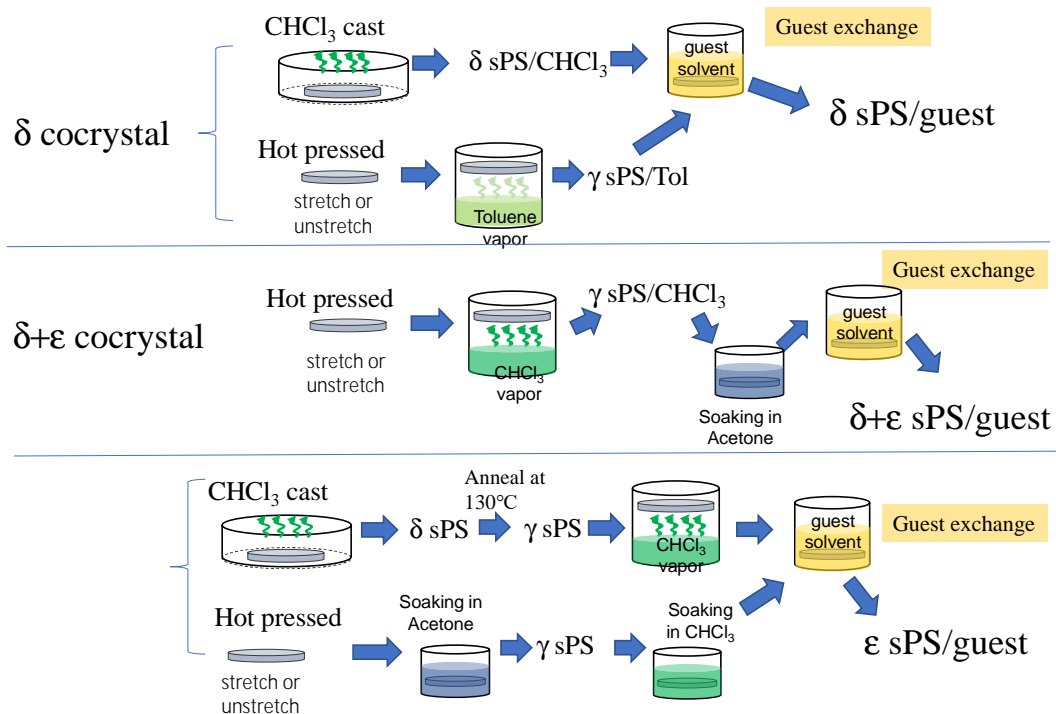 CHCl₃ cast
δ sPS/CHCl₃
guest
solvent
Guest exchange
δ cocrystal
δ sPS/guest
Hot pressed
stretch or
unstretch
Toluene
vapor
γ sPS/Tol
δ+ε cocrystal
Hot pressed
stretch or
unstretch
CHCl₃
vapor
γ sPS/CHCl₃
Soaking in
Acetone
guest
solvent
Guest exchange
δ+ε sPS/guest
CHCl₃ cast
δ sPS
Anneal at
130℃
γ sPS
CHCl₃
vapor
guest
solvent
Guest exchange
Hot pressed
stretch or
unstretch
Soaking in
Acetone
γ sPS
Soaking
in CHCl₃
ε sPS/guest